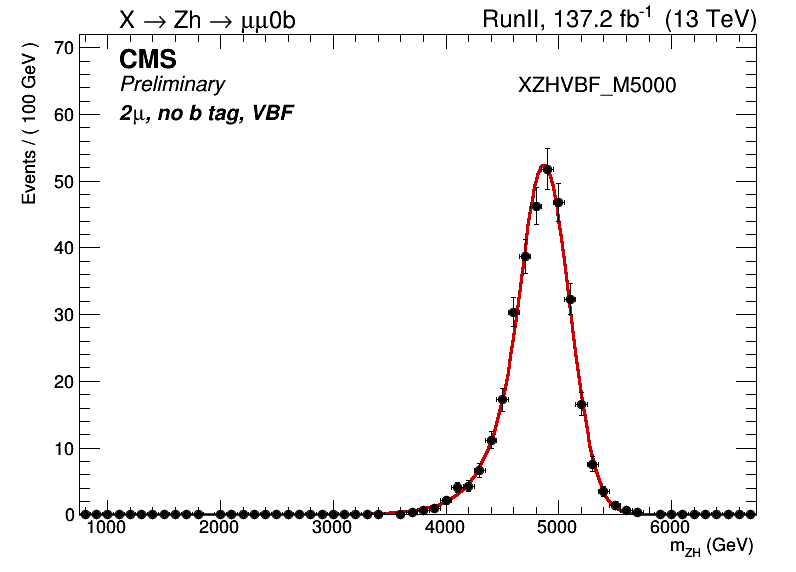 X → Zh → μμ0b
RunII, 137.2 fb⁻¹ (13 TeV)
CMS
Preliminary
2μ, no b tag, VBF
XZHVBF_M5000
Events / ( 100 GeV )
70
60
50
40
30
20
10
0
1000 2000 3000 4000 5000 6000
m_ZH (GeV)